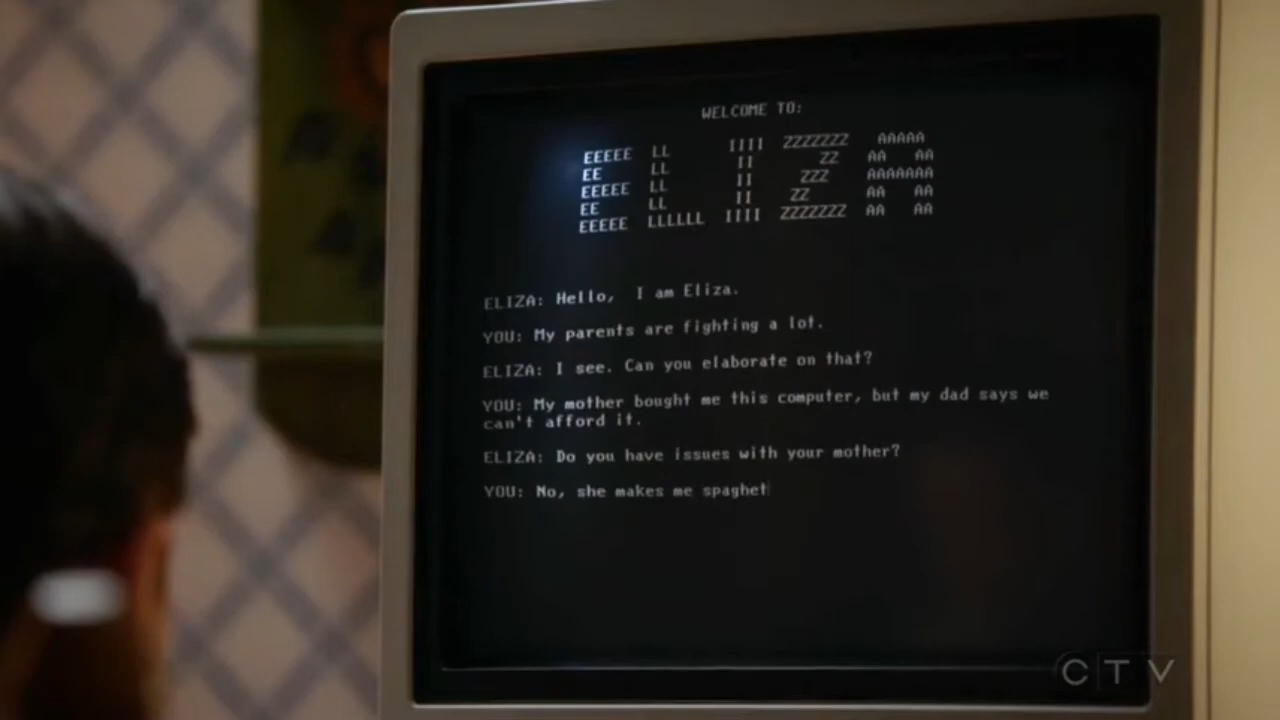 WELCOME TO:
EEEEE LL IIII ZZZZZZZ AAAAA
EE LL II ZZ AA AA
EEEEE LL II ZZZ AAAAAAA
EE LL II ZZ AA AA
EEEEE LLLLLL IIII ZZZZZZZ AA AA
ELIZA: Hello, I am Eliza.
YOU: My parents are fighting a lot.
ELIZA: I see. Can you elaborate on that?
YOU: My mother bought me this computer, but my dad says we
can't afford it.
ELIZA: Do you have issues with your mother?
YOU: No, she makes me spaghet
CTV